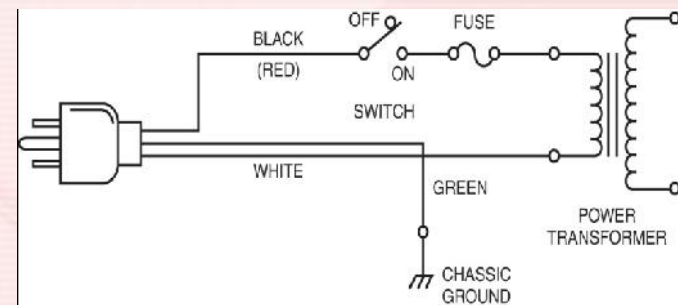 OFF
FUSE
BLACK
(RED)
ON
SWITCH
WHITE
GREEN
POWER
TRANSFORMER
CHASSIC
GROUND